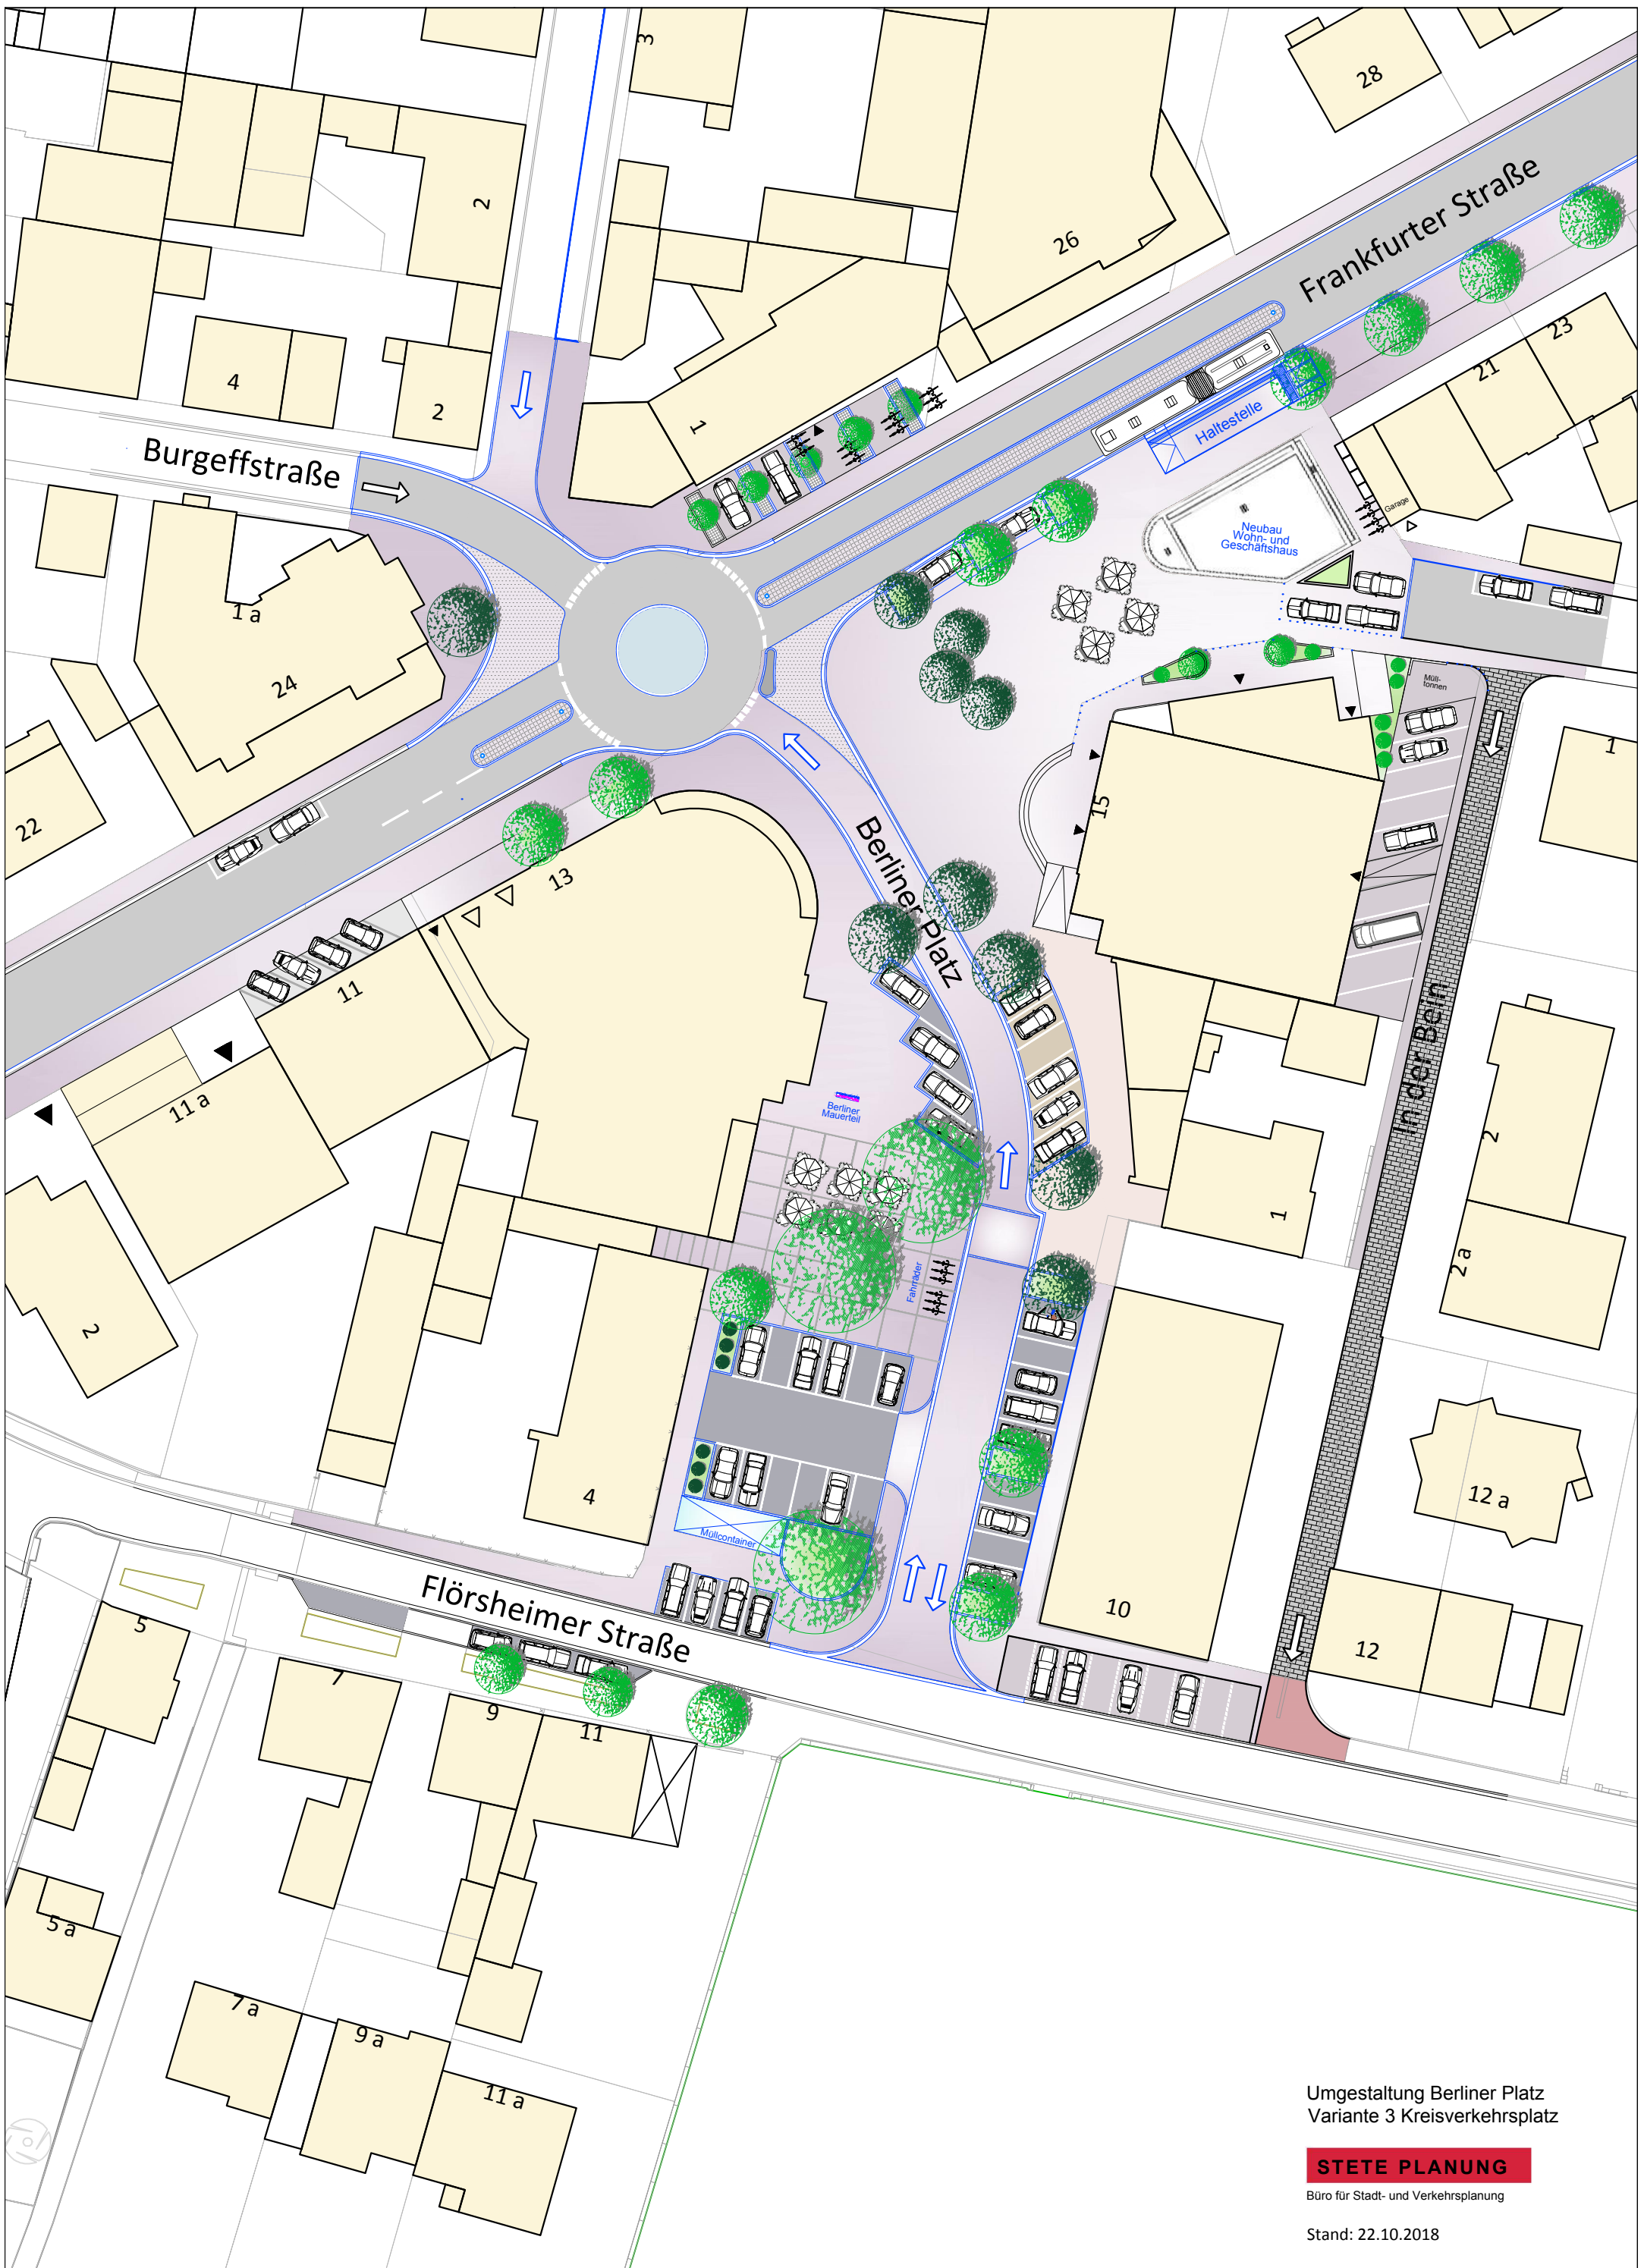 3
28
2
26
Frankfurter Straße
4
2
1
23
21
Haltestelle
Burgeffstraße
Garage
Neubau
Wohn- und
Geschäftshaus
1 a
24
Müll-
tonnen
1
22
15
13
Berliner Platz
11
In der Bein
11 a
Berliner
Mauerteil
2
1
2 a
Fahrräder
2
4
12 a
Müllcontainer
Flörsheimer Straße
10
5
12
7
9
11
5 a
7 a
9 a
11 a
Umgestaltung Berliner Platz
Variante 3 Kreisverkehrsplatz
STETE PLANUNG
Büro für Stadt- und Verkehrsplanung
Stand: 22.10.2018